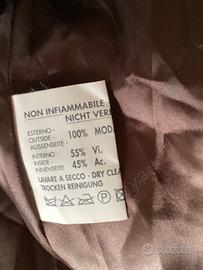 NON INFIAMMABILE -
NICHT VER
ESTERNO -
OUTSIDE - 100% MOD
AUSSENSEITE -
INTERNO - 55% Vi.
INSIDE - 45% Ac.
INNENSEITE -
LAVARE A SECCO - DRY CLEA
TROCKEN REINIGUNG
subito